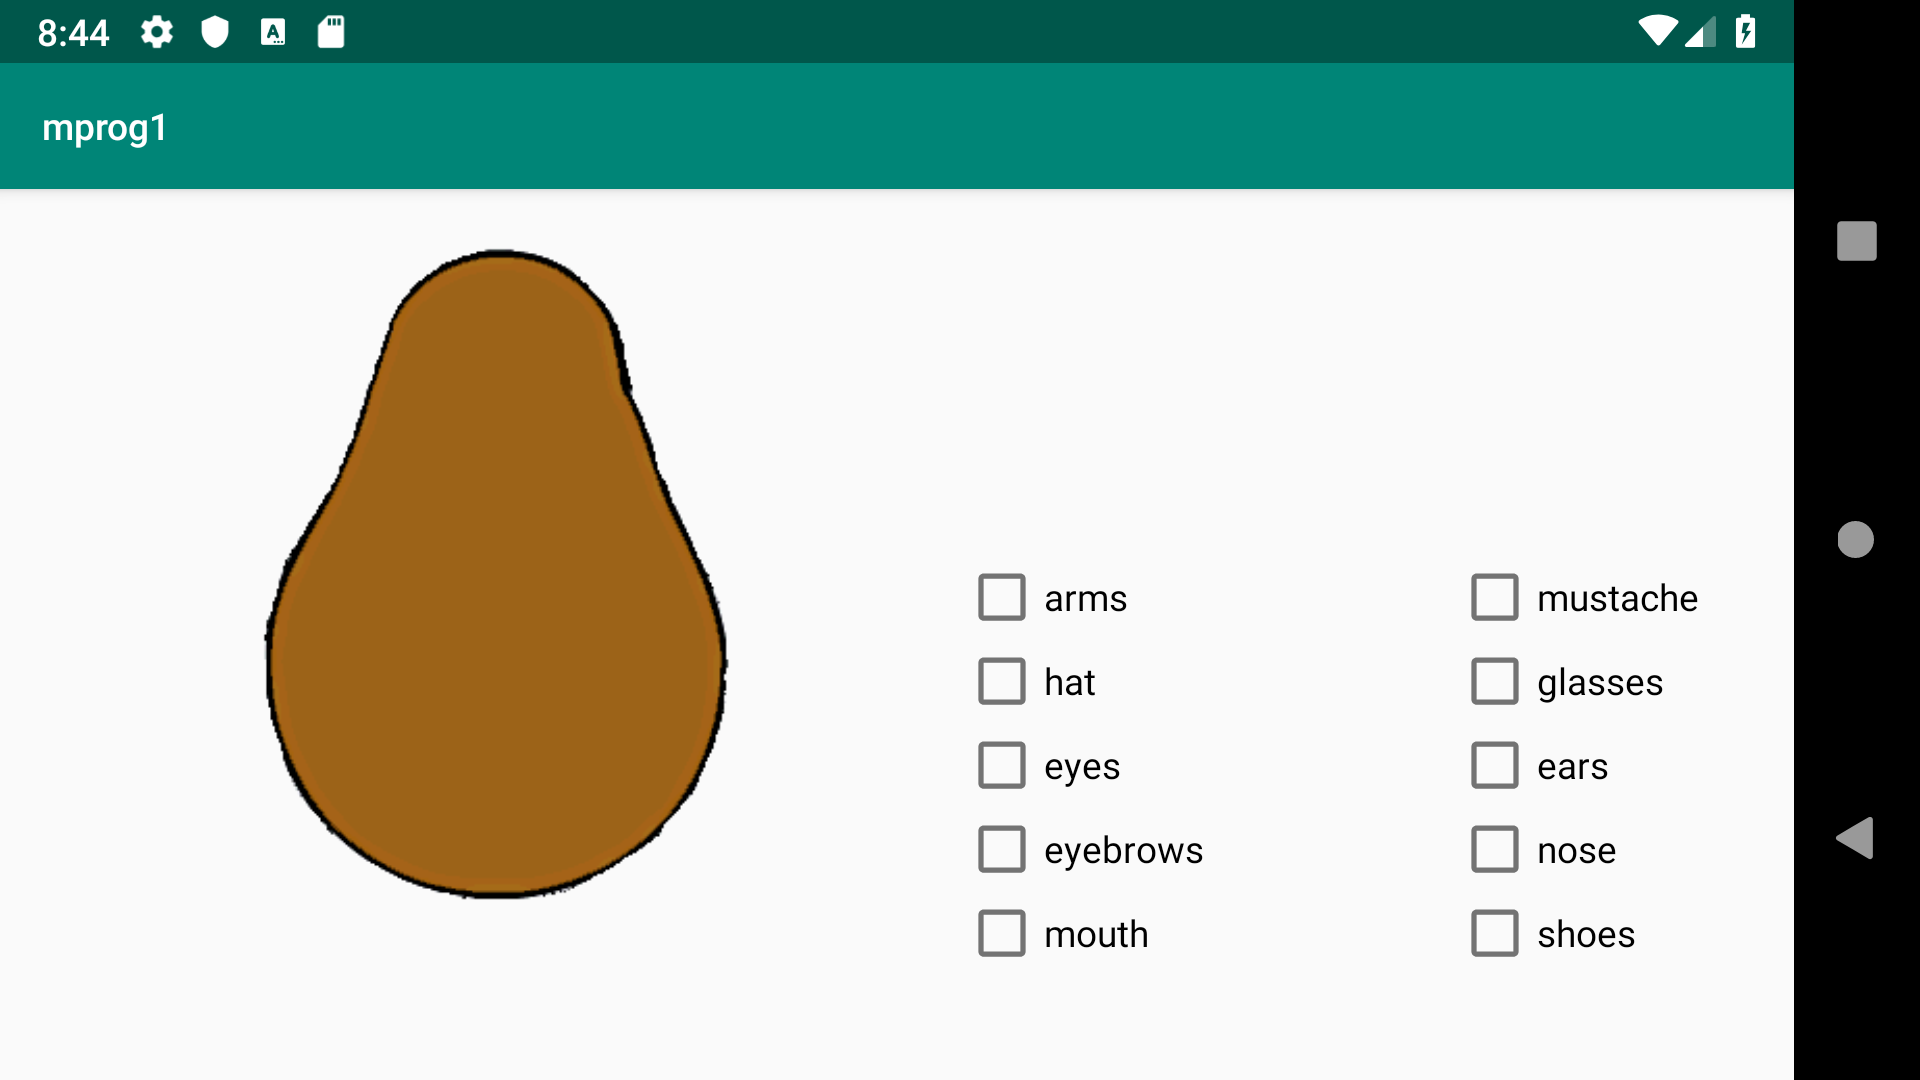 8:44
mprog1
arms
mustache
hat
glasses
eyes
ears
eyebrows
nose
mouth
shoes